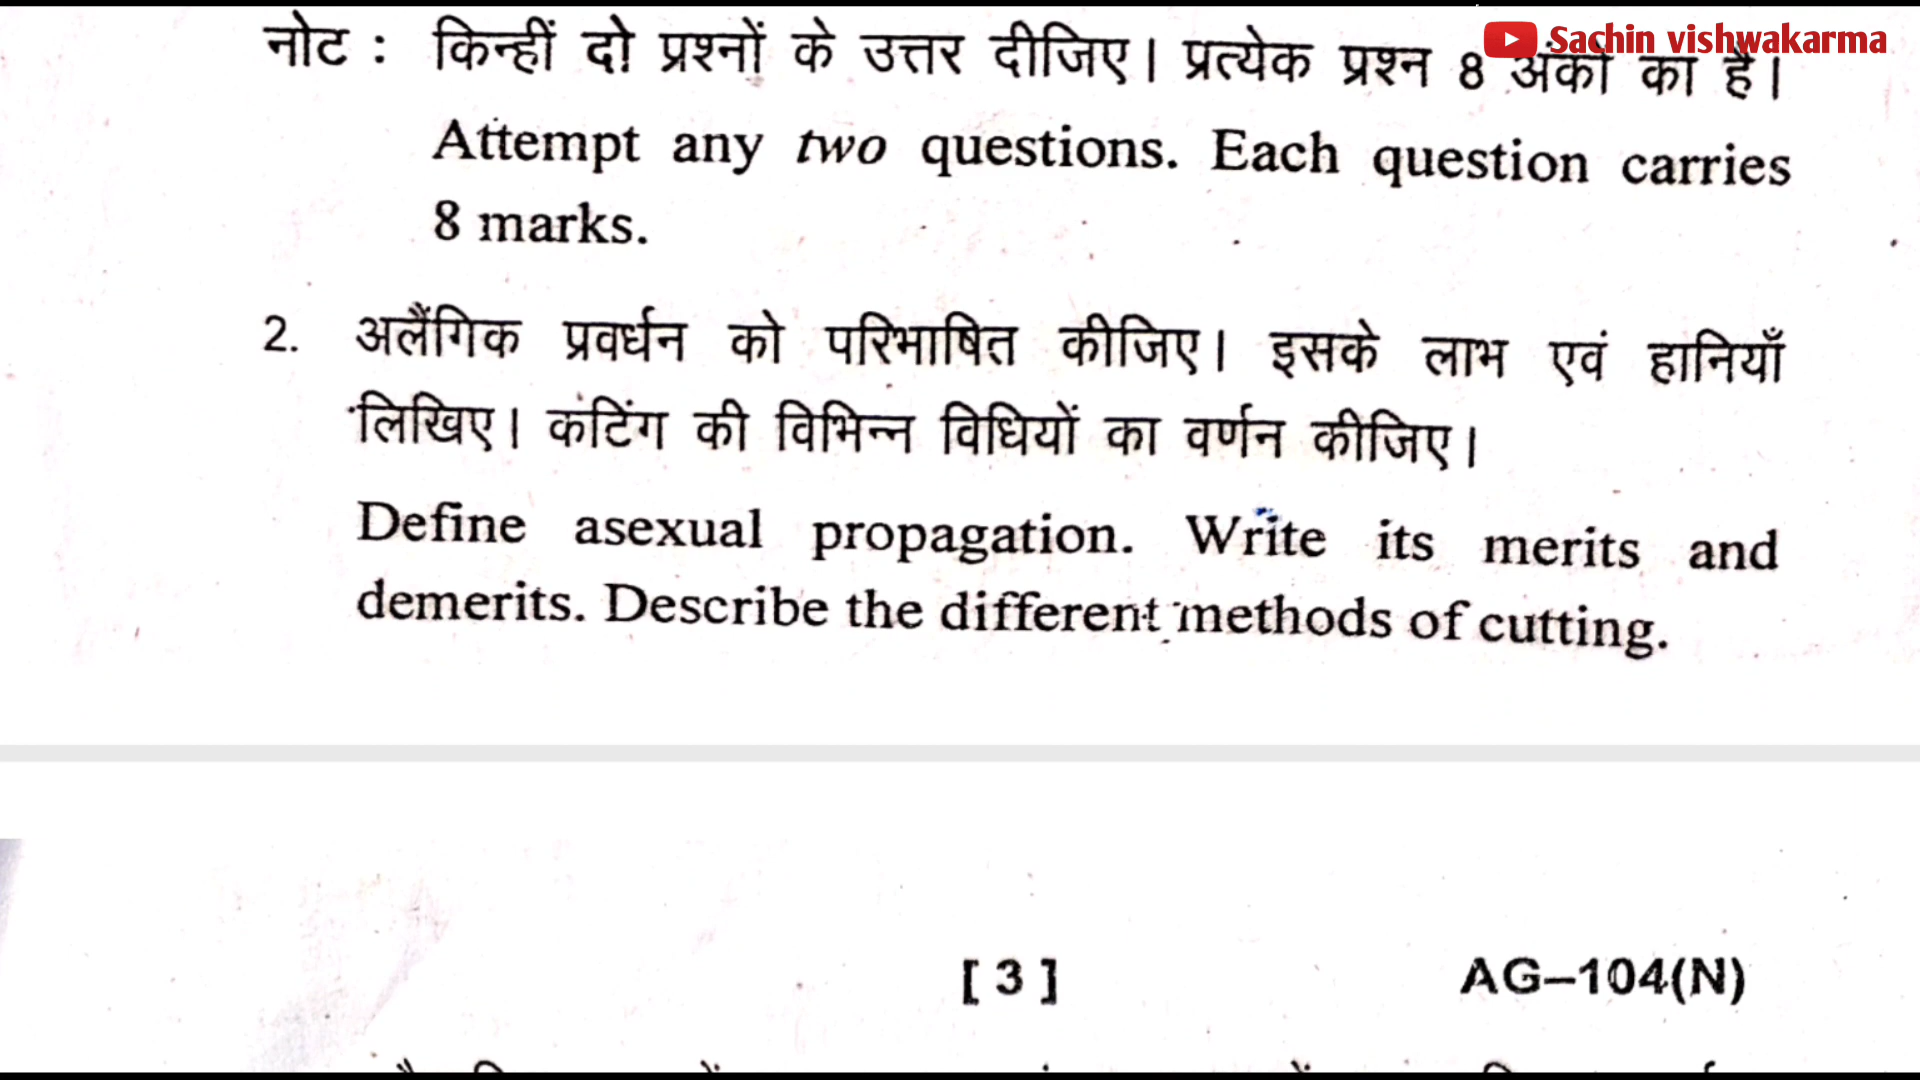 Sachin vishwakarma
नोट : किन्हीं दो प्रश्नों के उत्तर दीजिए। प्रत्येक प्रश्न 8 अंकों का है।
Attempt any two questions. Each question carries
8 marks.
2. अलैंगिक प्रवर्धन को परिभाषित कीजिए। इसके लाभ एवं हानियाँ
लिखिए। कंटिंग की विभिन्न विधियों का वर्णन कीजिए।
Define asexual propagation. Write its merits and
demerits. Describe the different methods of cutting.
[ 3 ] AG–104(N)